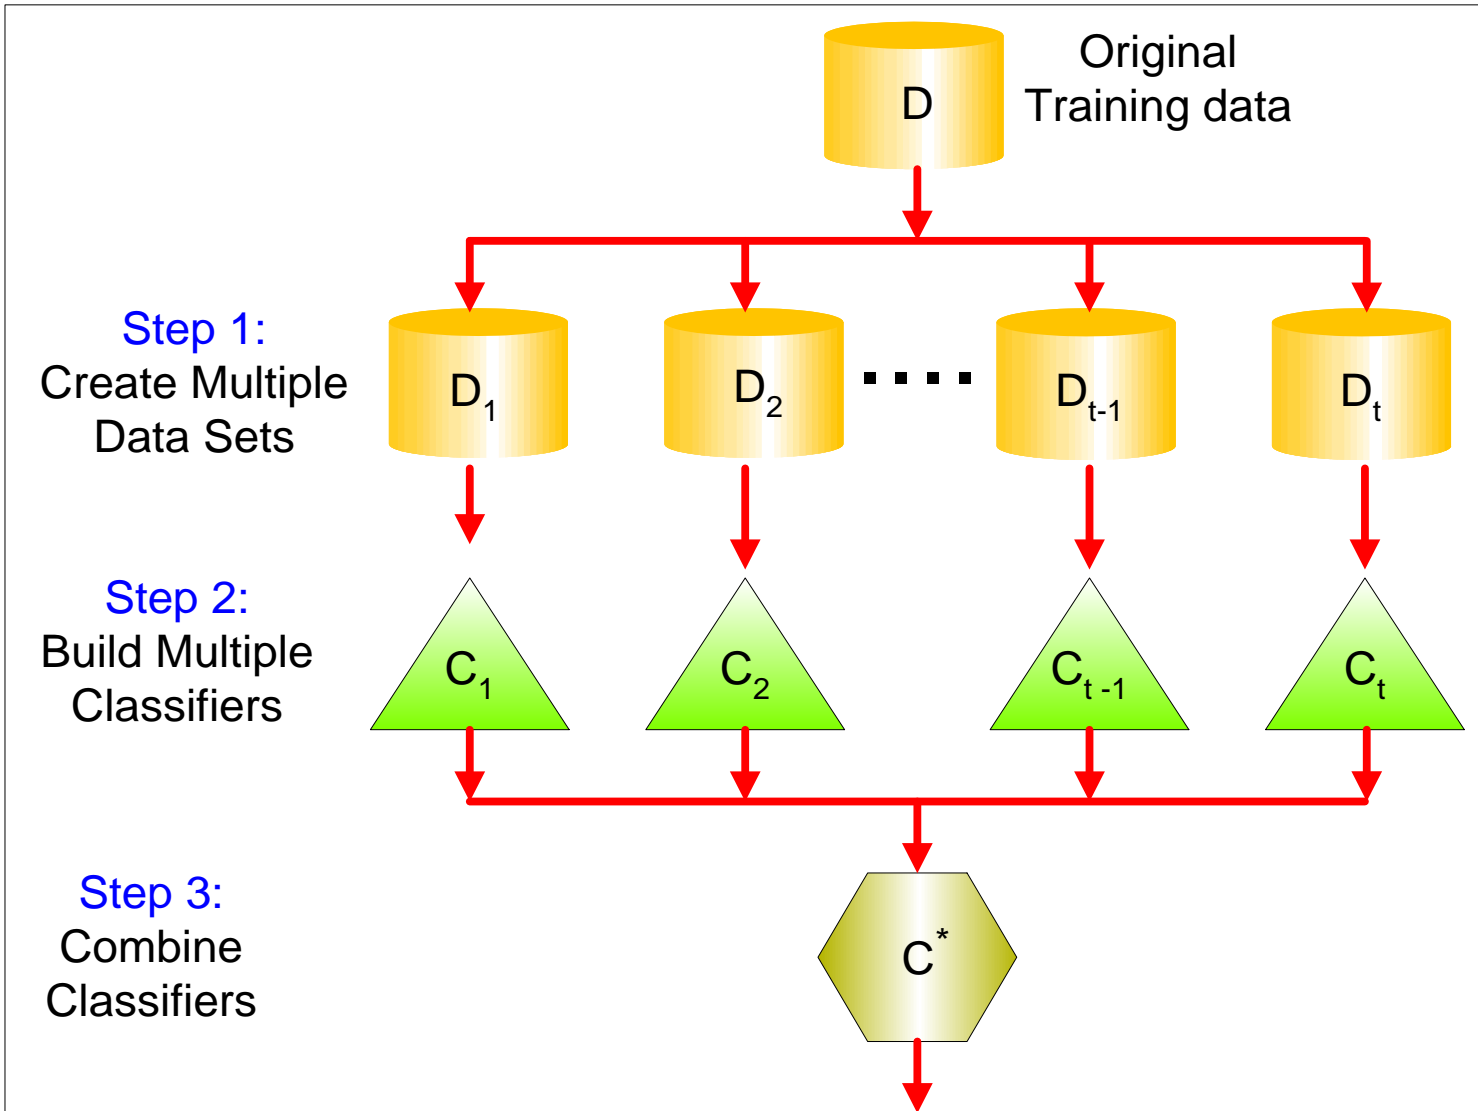 D
Original
Training data
Step 1:
Create Multiple
Data Sets
D₁
D₂
Dₜ₋₁
Dₜ
Step 2:
Build Multiple
Classifiers
C₁
C₂
Cₜ ₋₁
Cₜ
Step 3:
Combine
Classifiers
C*